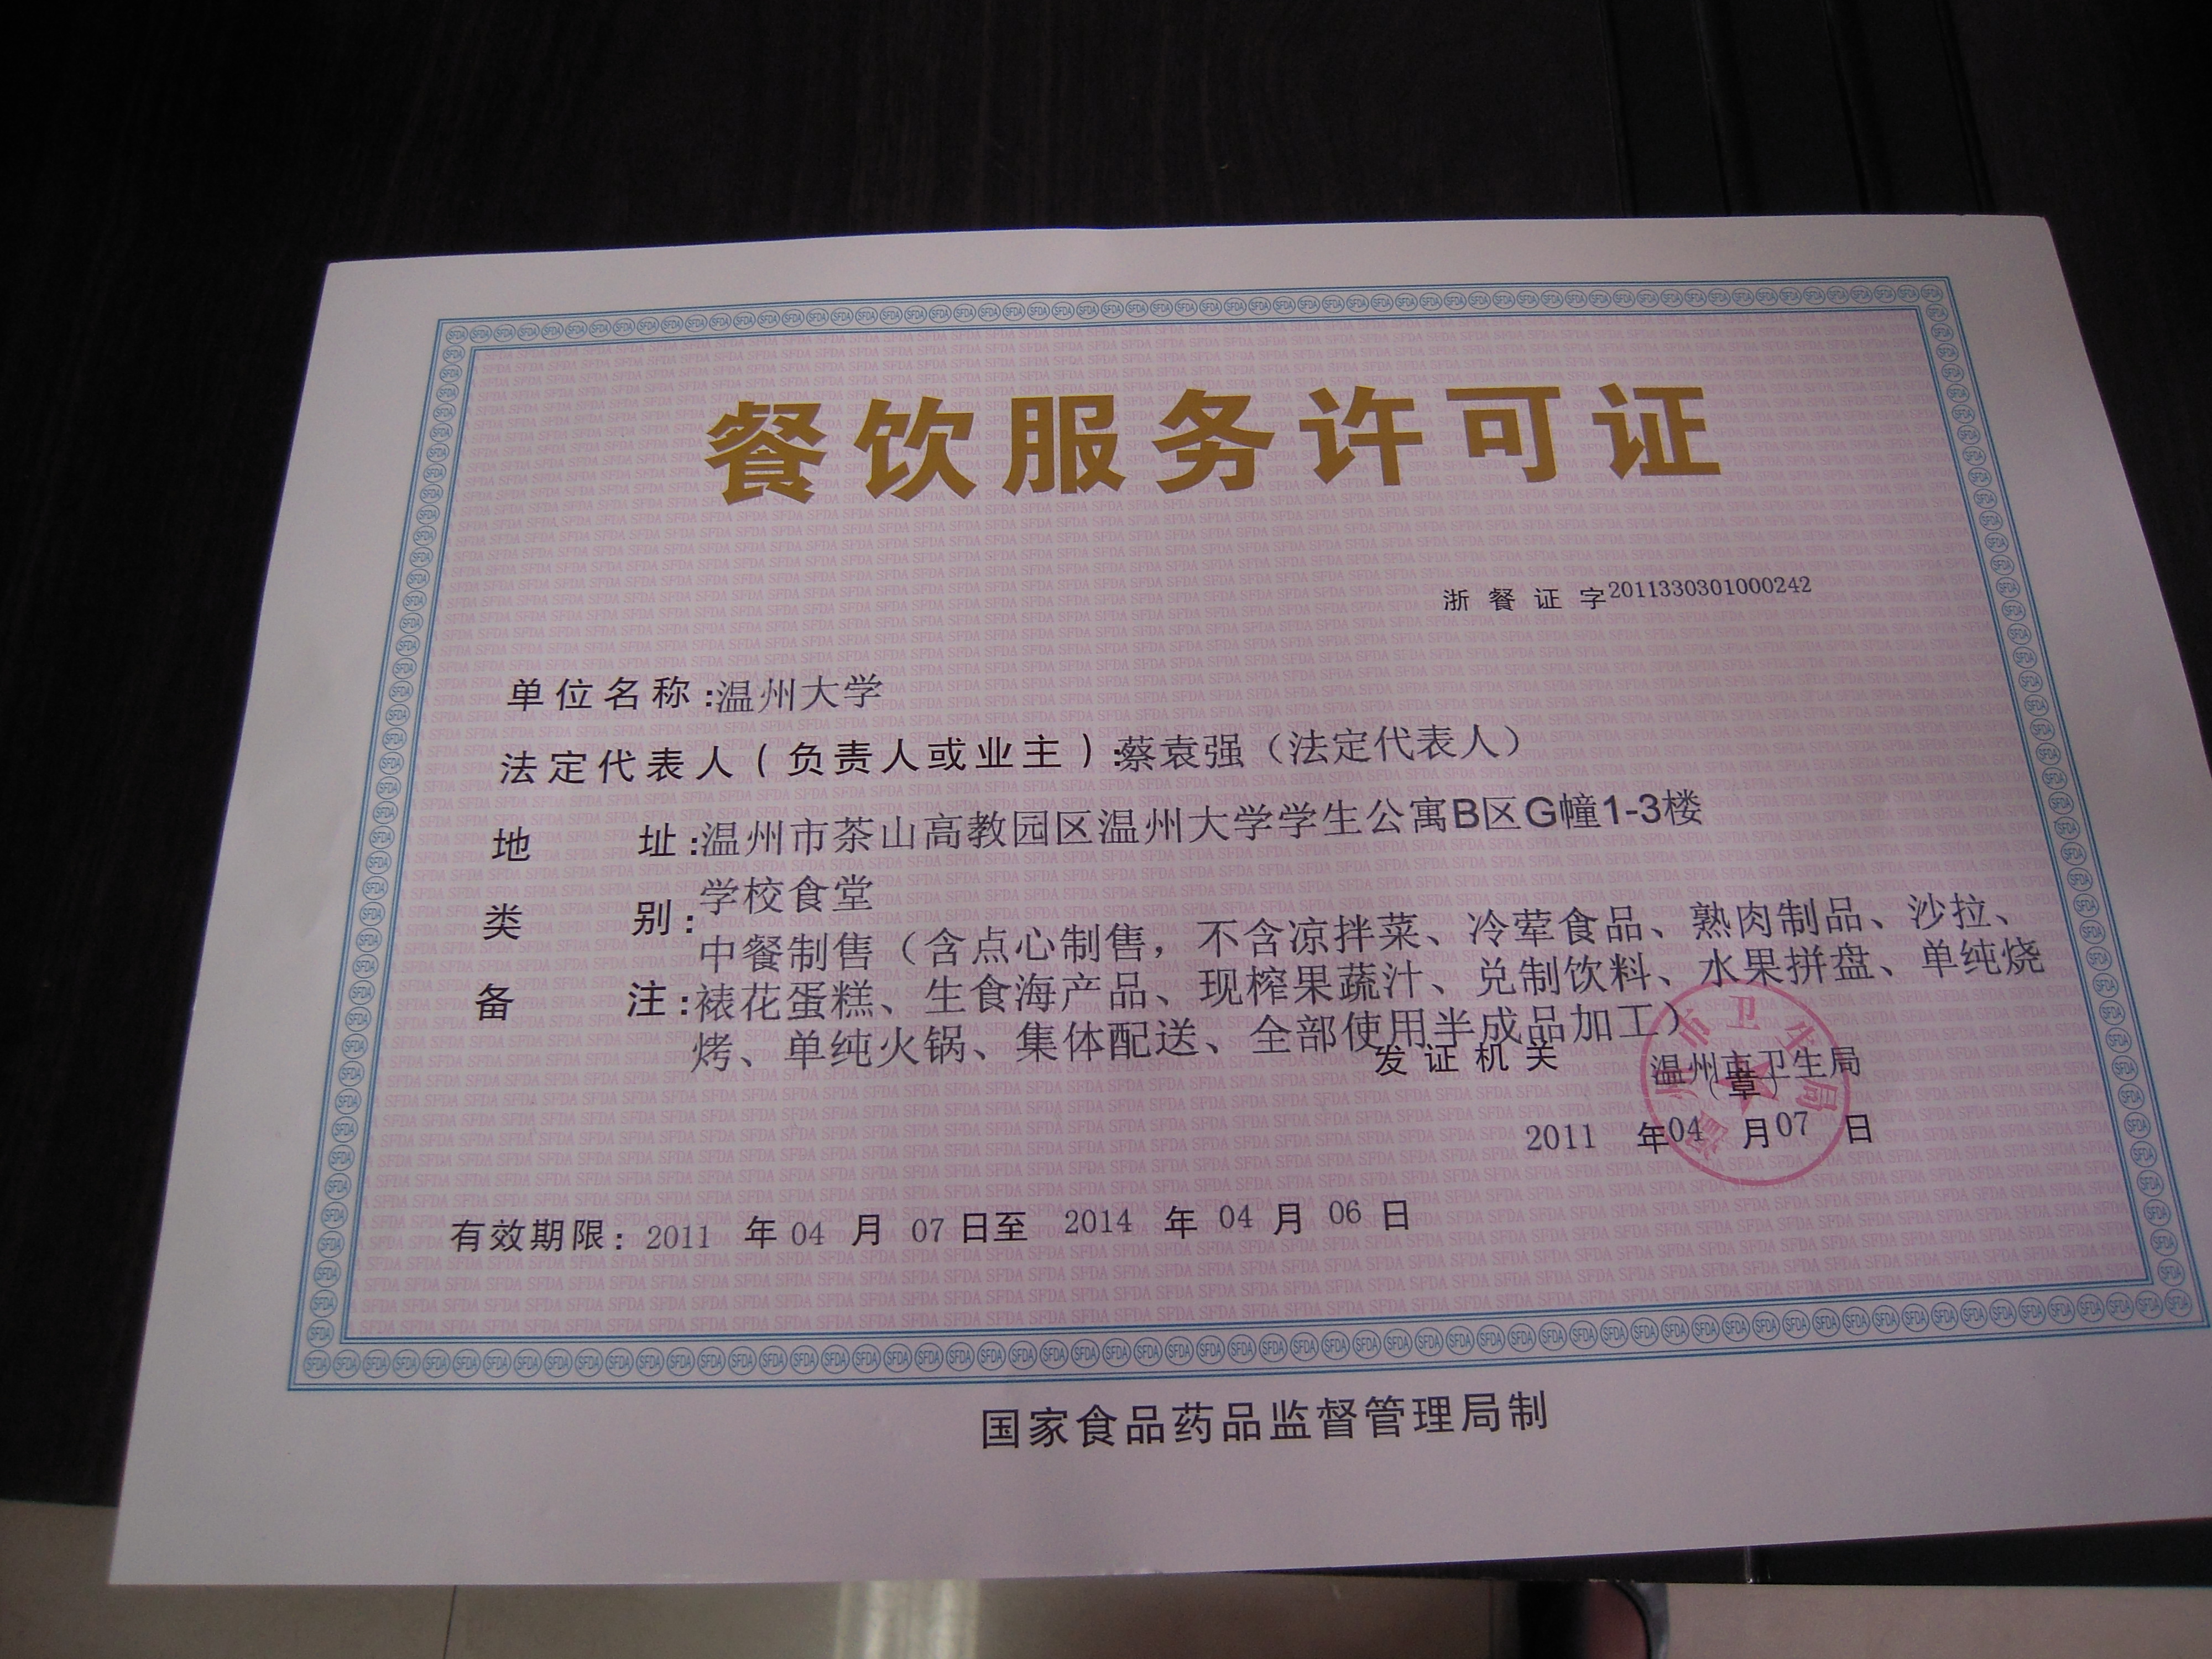 餐饮服务许可证
浙餐证字2011330301000242
单位名称:温州大学
法定代表人(负责人或业主):蔡袁强（法定代表人）
地址:温州市茶山高教园区温州大学学生公寓B区G幢1-3楼
类别:学校食堂
备注:中餐制售（含点心制售，不含凉拌菜、冷荤食品、熟肉制品、沙拉、
裱花蛋糕、生食海产品、现榨果蔬汁、兑制饮料、水果拼盘、单纯烧
烤、单纯火锅、集体配送、全部使用半成品加工）
发证机关 温州市卫生局
（章）
温州市卫生局
2011 年04 月07 日
有效期限: 2011 年 04 月 07 日至 2014 年 04 月 06 日
国家食品药品监督管理局制